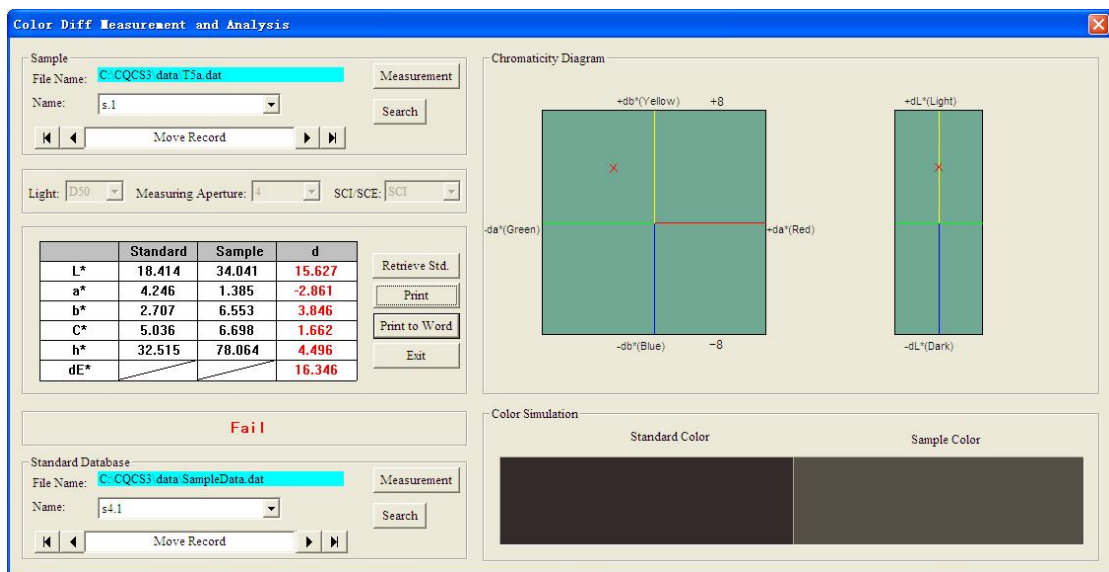 Color Diff Measurement and Analysis
Sample
File Name: C:\CQCS3\data\T5a.dat
Measurement
Name: s.1
Search
Move Record
Light: D50 Measuring Aperture: 4 SCI/SCE: SCI
Standard Sample d
L* 18.414 34.041 15.627
a* 4.246 1.385 -2.861
b* 2.707 6.553 3.846
C* 5.036 6.698 1.662
h* 32.515 78.064 4.496
dE* 16.346
Retrieve Std.
Print
Print to Word
Exit
Fail
Standard Database
File Name: C:\CQCS3\data\SampleData.dat
Measurement
Name: s4.1
Search
Move Record
Chromaticity Diagram
+db*(Yellow) +8
-da*(Green)
+da*(Red)
-db*(Blue) -8
+dL*(Light)
-dL*(Dark)
Color Simulation
Standard Color
Sample Color